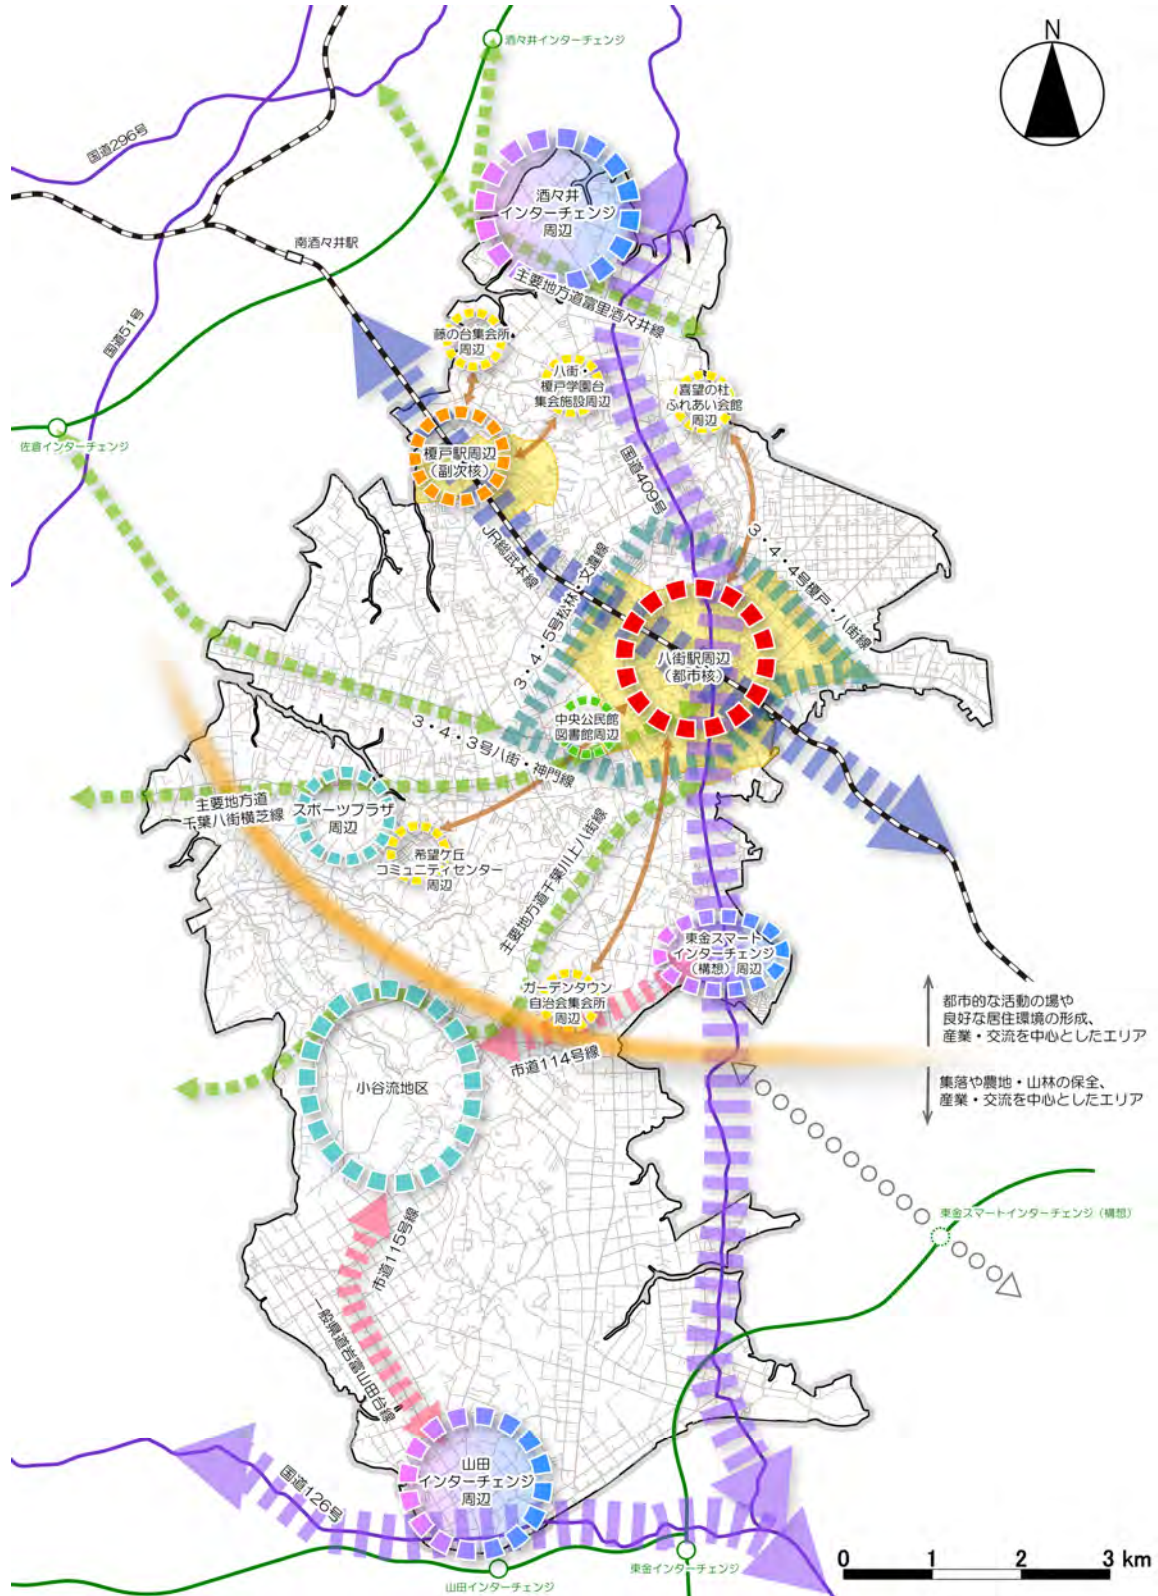 酒々井インターチェンジ
N
国道296号
酒々井
インターチェンジ
周辺
南酒々井駅
主要地方道富里酒々井線
国道51号
藤の台集会所
周辺
八街・
榎戸学園台
集会施設周辺
喜望の杜
ふれあい会館
周辺
佐倉インターチェンジ
榎戸駅周辺
(副次核)
国道409号
JR総武本線
3・4・5号松林・文違線
3・4・4号榎戸・八街線
八街駅周辺
(都市核)
中央公民館
図書館周辺
3・4・3号八街・神門線
主要地方道
千葉八街横芝線
スポーツプラザ
周辺
希望ケ丘
コミュニティセンター
周辺
主要地方道千葉川上八街線
東金スマート
インターチェンジ
(構想)周辺
ガーデンタウン
自治会集会所
周辺
都市的な活動の場や
良好な居住環境の形成、
産業・交流を中心としたエリア
市道114号線
小谷流地区
集落や農地・山林の保全、
産業・交流を中心としたエリア
市道115号線
東金スマートインターチェンジ(構想)
一般県道岩富山田台線
山田
インターチェンジ
周辺
国道126号
東金インターチェンジ
山田インターチェンジ
0 1 2 3 km